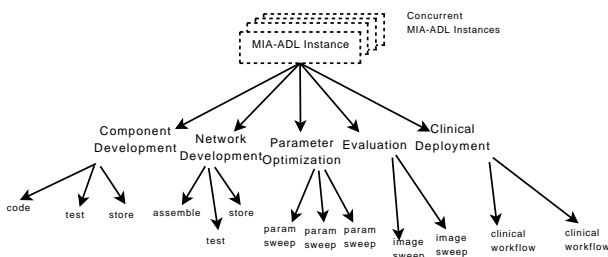 Concurrent
MIA-ADL Instances
MIA-ADL Instance
Component
Development
Network
Development
Parameter
Optimization
Evaluation
Clinical
Deployment
code
test
store
assemble
test
store
param
sweep
param
sweep
param
sweep
image
sweep
image
sweep
clinical
workflow
clinical
workflow